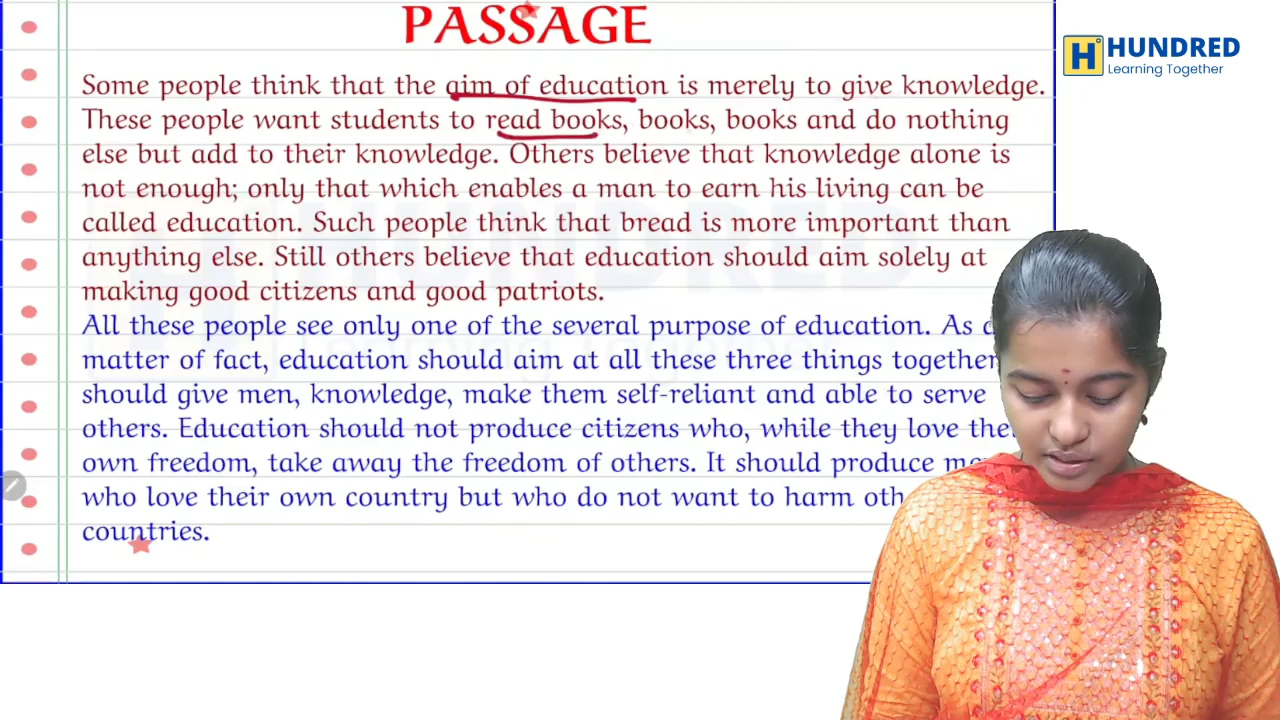 PASSAGE
HUNDRED
Learning Together
Some people think that the aim of education is merely to give knowledge.
These people want students to read books, books, books and do nothing
else but add to their knowledge. Others believe that knowledge alone is
not enough; only that which enables a man to earn his living can be
called education. Such people think that bread is more important than
anything else. Still others believe that education should aim solely at
making good citizens and good patriots.
All these people see only one of the several purpose of education. As
matter of fact, education should aim at all these three things together
should give men, knowledge, make them self-reliant and able to serve
others. Education should not produce citizens who, while they love
own freedom, take away the freedom of others. It should produce
who love their own country but who do not want to harm
countries.